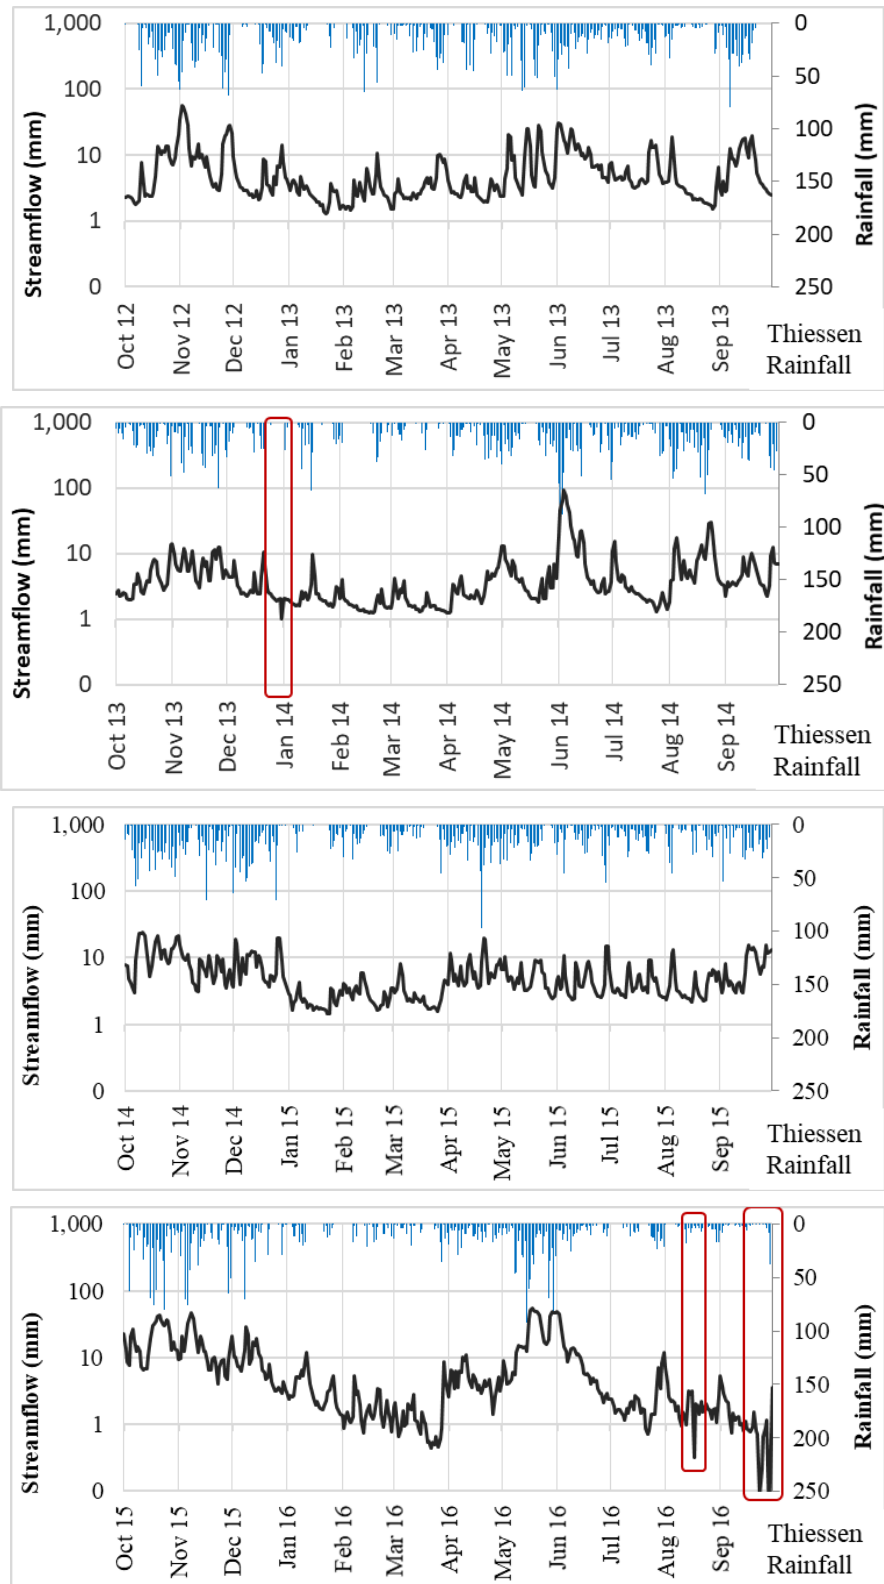 1,000
100
10
1
0
Streamflow (mm)
0
50
100
150
200
250
Rainfall (mm)
Oct 12
Nov 12
Dec 12
Jan 13
Feb 13
Mar 13
Apr 13
May 13
Jun 13
Jul 13
Aug 13
Sep 13
Thiessen
Rainfall
1,000
100
10
1
0
Streamflow (mm)
0
50
100
150
200
250
Rainfall (mm)
Oct 13
Nov 13
Dec 13
Jan 14
Feb 14
Mar 14
Apr 14
May 14
Jun 14
Jul 14
Aug 14
Sep 14
Thiessen
Rainfall
1,000
100
10
1
0
Streamflow (mm)
0
50
100
150
200
250
Rainfall (mm)
Oct 14
Nov 14
Dec 14
Jan 15
Feb 15
Mar 15
Apr 15
May 15
Jun 15
Jul 15
Aug 15
Sep 15
Thiessen
Rainfall
1,000
100
10
1
0
Streamflow (mm)
0
50
100
150
200
250
Rainfall (mm)
Oct 15
Nov 15
Dec 15
Jan 16
Feb 16
Mar 16
Apr 16
May 16
Jun 16
Jul 16
Aug 16
Sep 16
Thiessen
Rainfall